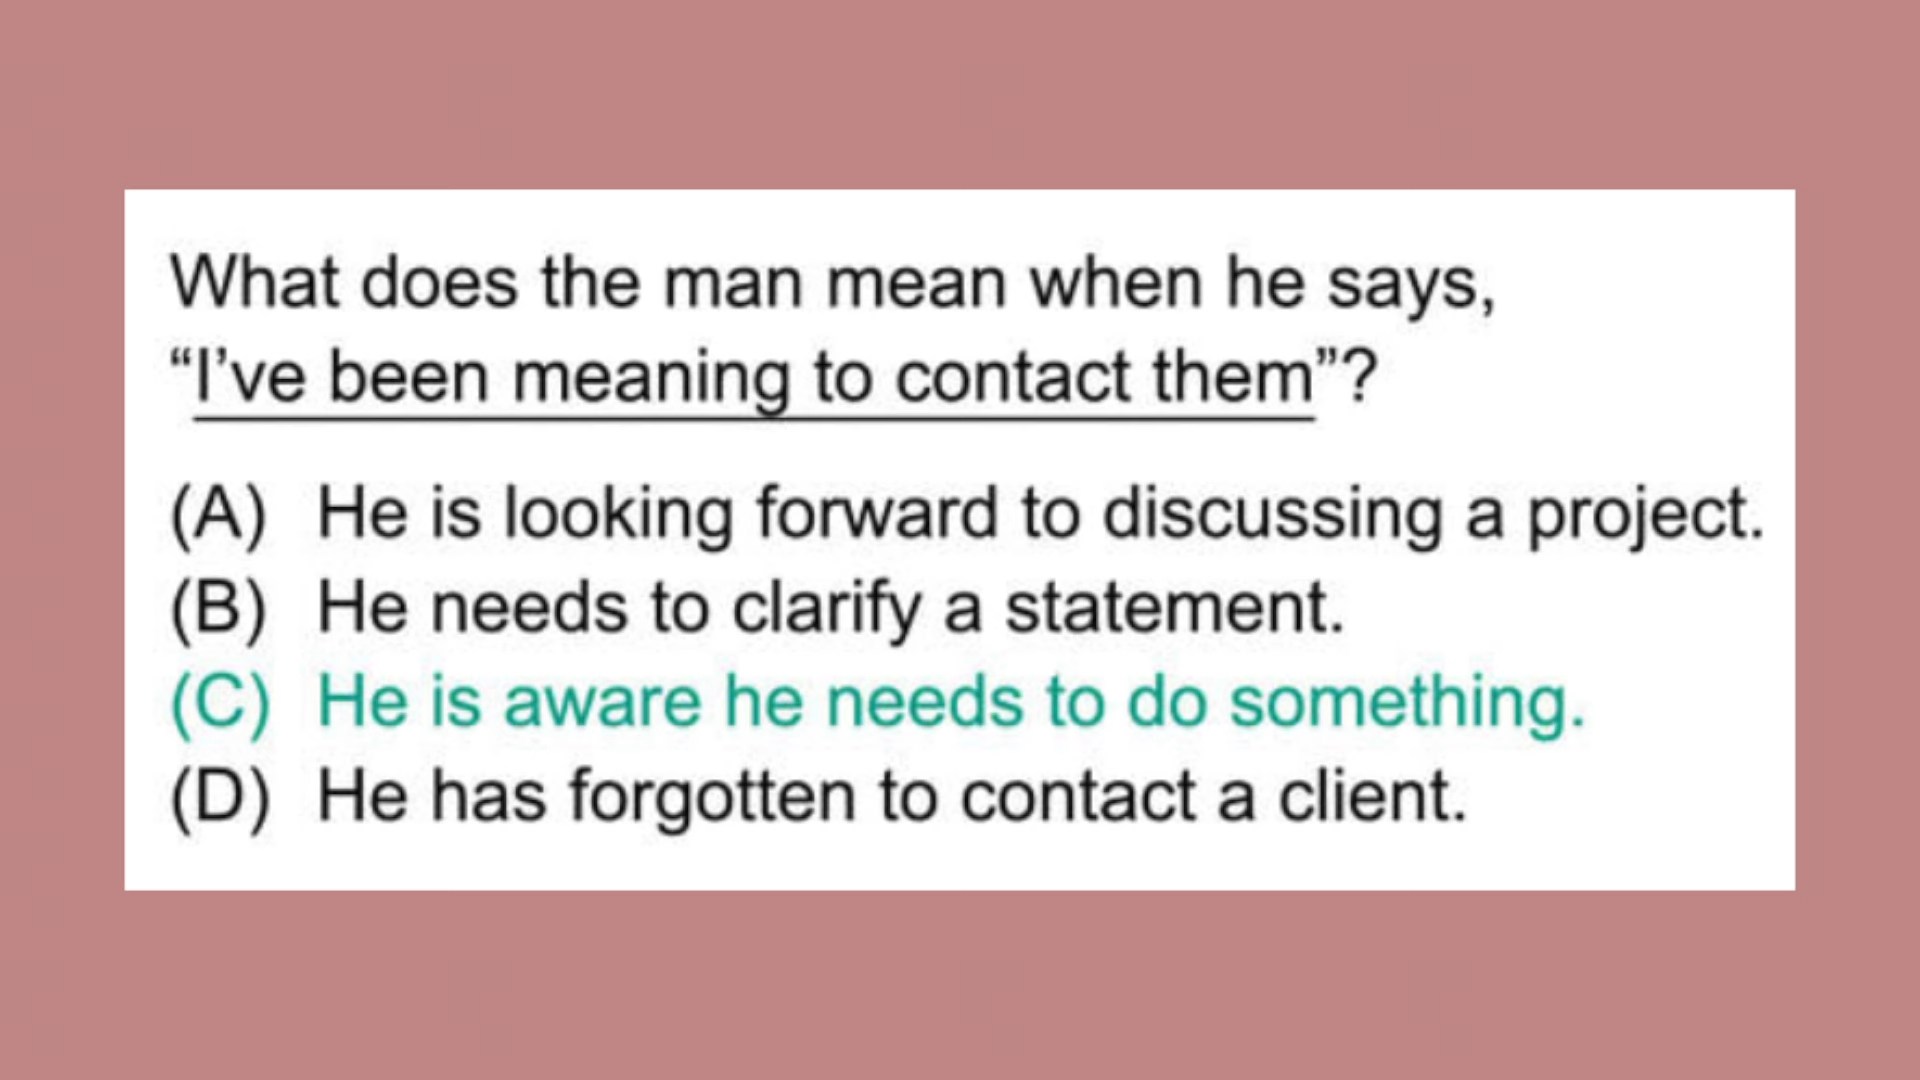 What does the man mean when he says,
“I’ve been meaning to contact them”?
(A) He is looking forward to discussing a project.
(B) He needs to clarify a statement.
(C) He is aware he needs to do something.
(D) He has forgotten to contact a client.